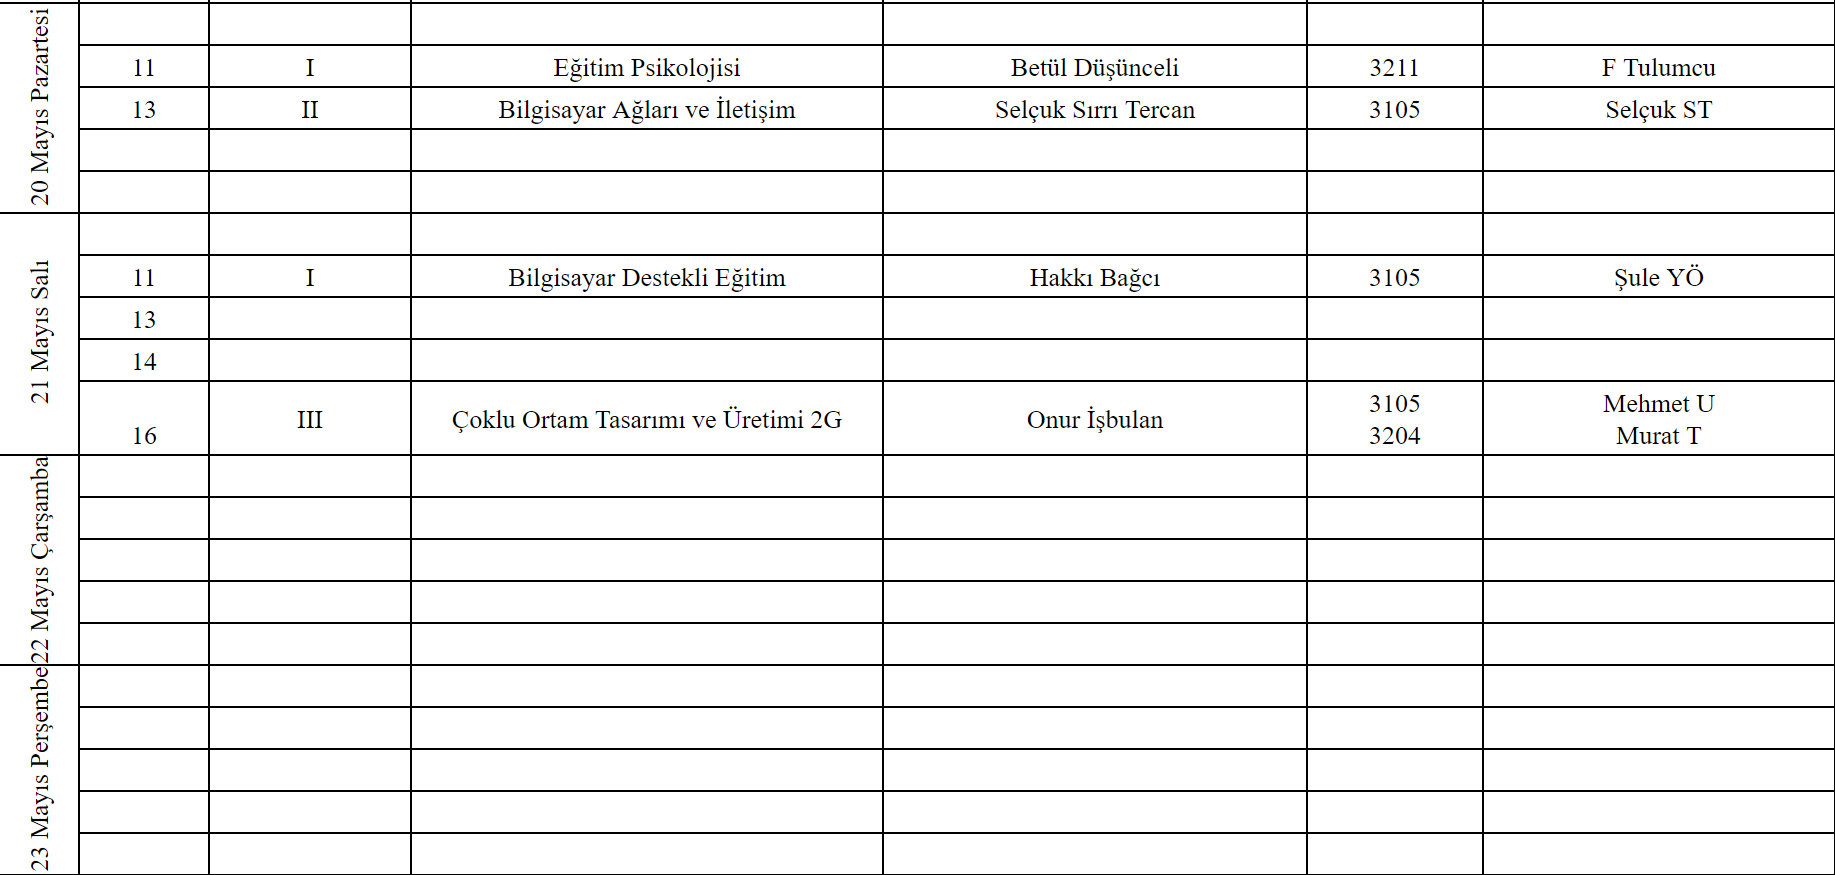 20 Mayıs Pazartesi
11 I Eğitim Psikolojisi Betül Düşünceli 3211 F Tulumcu
13 II Bilgisayar Ağları ve İletişim Selçuk Sırrı Tercan 3105 Selçuk ST
21 Mayıs Salı
11 I Bilgisayar Destekli Eğitim Hakkı Bağcı 3105 Şule YÖ
13
14
16 III Çoklu Ortam Tasarımı ve Üretimi 2G Onur İşbulan 3105 Mehmet U
3204 Murat T
22 Mayıs Çarşamba
23 Mayıs Perşembe